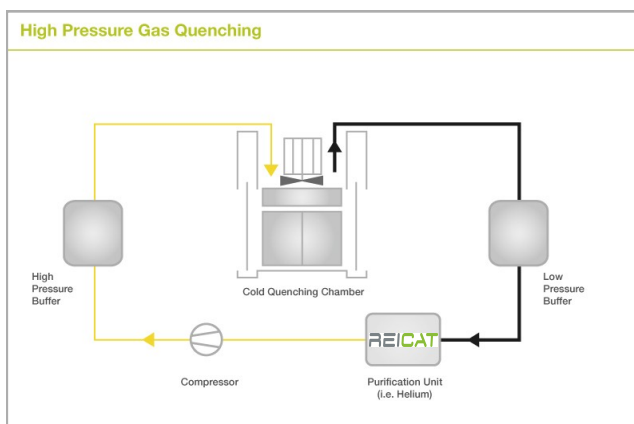 High Pressure Gas Quenching
High
Pressure
Buffer
Cold Quenching Chamber
Low
Pressure
Buffer
REICAT
Compressor
Purification Unit
(i.e. Helium)